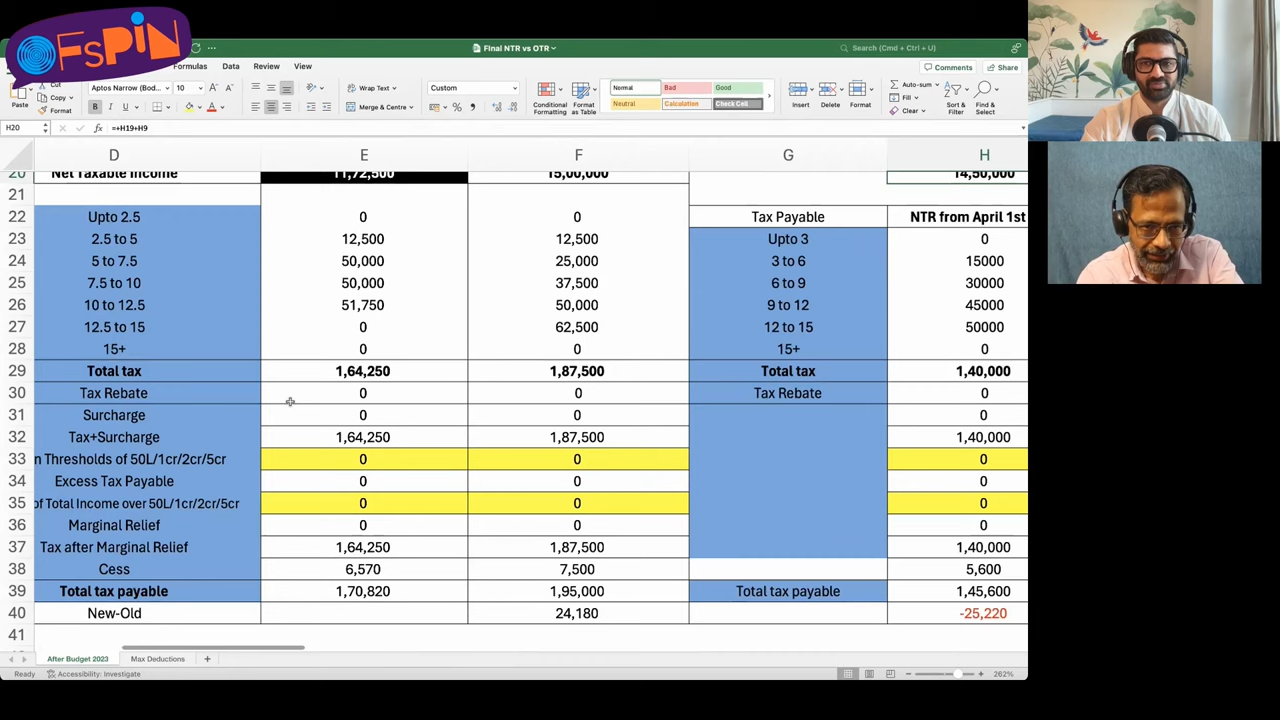 OFSPIN
FInal NTR vs OTR
Search (Cmd + Ctrl + U)
Formulas Data Review View
Comments Share
Cut
Copy
Format
Paste
Aptos Narrow (Bod... 10
B I U
Wrap Text
Merge & Centre
Custom
Conditional Formatting
Format as Table
Normal Bad Good
Neutral Calculation Check Cell
Insert Delete Format
Auto-sum
Fill
Clear
Sort & Filter
Find & Select
H20 fx =+H19+H9
D E F G H
20 Net Taxable Income 11,72,500 15,00,000 14,50,000
21
22 Upto 2.5 0 0 Tax Payable NTR from April 1st
23 2.5 to 5 12,500 12,500 Upto 3 0
24 5 to 7.5 50,000 25,000 3 to 6 15000
25 7.5 to 10 50,000 37,500 6 to 9 30000
26 10 to 12.5 51,750 50,000 9 to 12 45000
27 12.5 to 15 0 62,500 12 to 15 50000
28 15+ 0 0 15+ 0
29 Total tax 1,64,250 1,87,500 Total tax 1,40,000
30 Tax Rebate 0 0 Tax Rebate 0
31 Surcharge 0 0 0
32 Tax+Surcharge 1,64,250 1,87,500 1,40,000
33 n Thresholds of 50L/1cr/2cr/5cr 0 0 0
34 Excess Tax Payable 0 0 0
35 of Total Income over 50L/1cr/2cr/5cr 0 0 0
36 Marginal Relief 0 0 0
37 Tax after Marginal Relief 1,64,250 1,87,500 1,40,000
38 Cess 6,570 7,500 5,600
39 Total tax payable 1,70,820 1,95,000 Total tax payable 1,45,600
40 New-Old 24,180 -25,220
41
After Budget 2023 Max Deductions +
Ready Accessibility: Investigate 262%